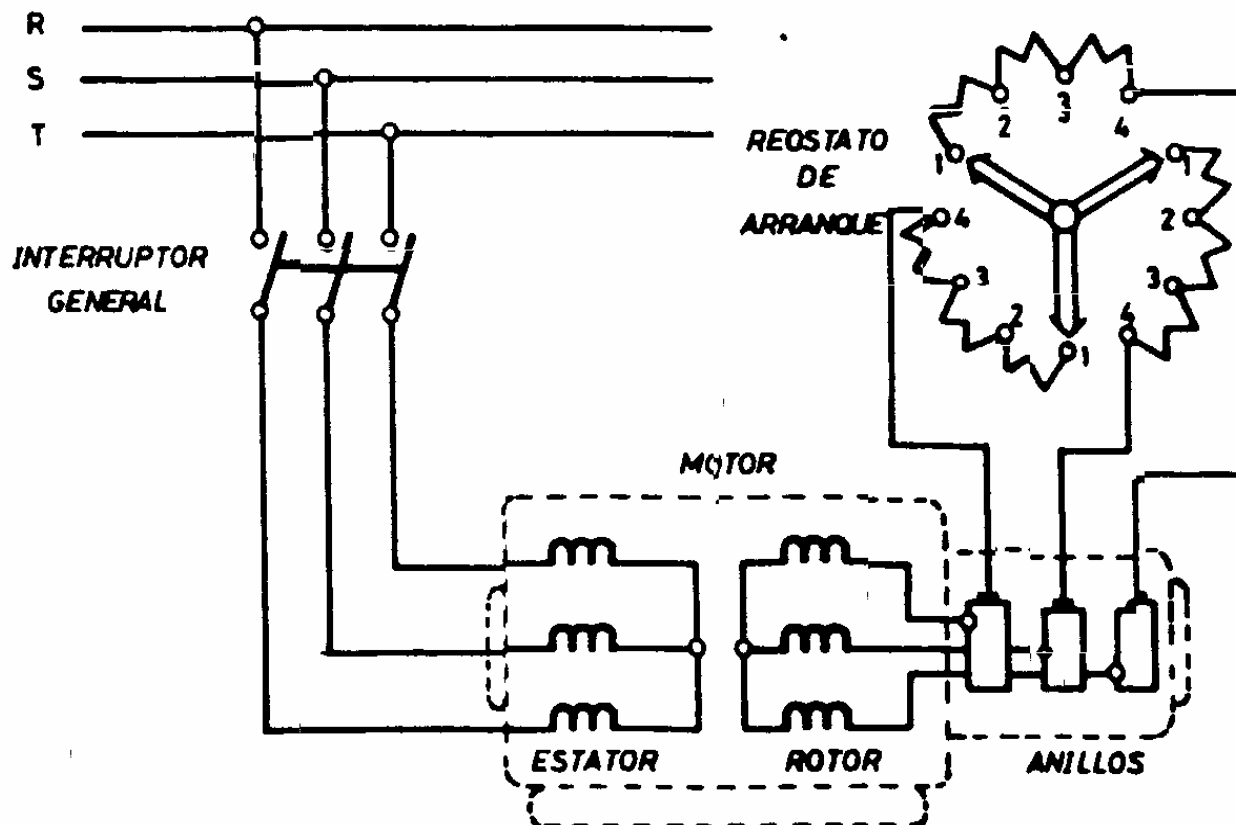 R
S
T
INTERRUPTOR
GENERAL
REOSTATO
DE
ARRANQUE
1
2
3
4
1
2
3
4
1
2
3
4
MOTOR
ESTATOR
ROTOR
ANILLOS